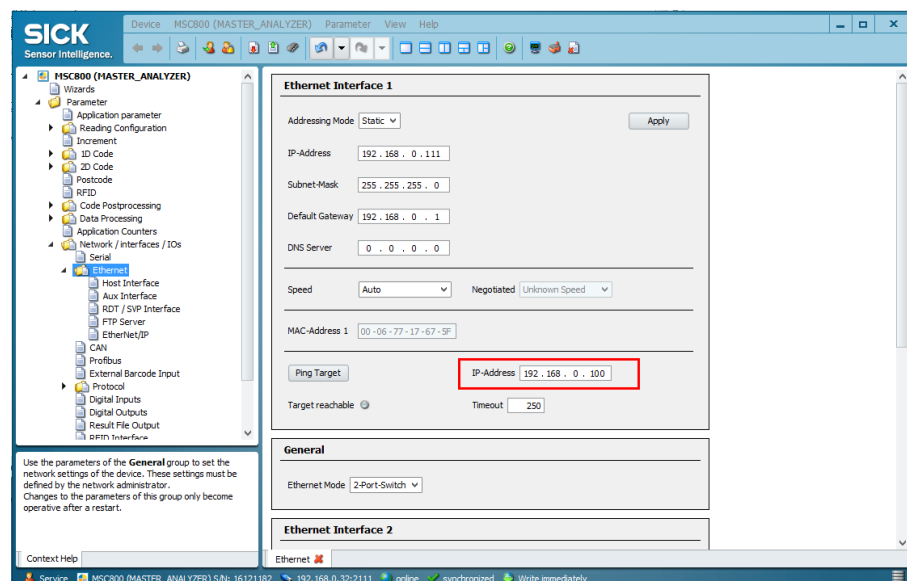 SICK
Sensor Intelligence.
Device MSC800 (MASTER_ANALYZER) Parameter View Help
MSC800 (MASTER_ANALYZER)
Wizards
Parameter
Application parameter
Reading Configuration
Increment
1D Code
2D Code
Postcode
RFID
Code Postprocessing
Data Processing
Application Counters
Network / interfaces / IOs
Serial
Ethernet
Host Interface
Aux Interface
RDT / SVP Interface
FTP Server
EtherNet/IP
CAN
Profibus
External Barcode Input
Protocol
Digital Inputs
Digital Outputs
Result File Output
RFID Interface
Use the parameters of the General group to set the
network settings of the device. These settings must be
defined by the network administrator.
Changes to the parameters of this group only become
operative after a restart.
Context Help
Ethernet Interface 1
Addressing Mode Static Apply
IP-Address 192 . 168 . 0 . 111
Subnet-Mask 255 . 255 . 255 . 0
Default Gateway 192 . 168 . 0 . 1
DNS Server 0 . 0 . 0 . 0
Speed Auto Negotiated Unknown Speed
MAC-Address 1 00 - 06 - 77 - 17 - 67 - 5F
Ping Target IP-Address 192 . 168 . 0 . 100
Target reachable Timeout 250
General
Ethernet Mode 2-Port-Switch
Ethernet Interface 2
Ethernet
Service MSC800 (MASTER_ANALYZER) S/N: 16121182 192.168.0.32:2111 online synchronized Write immediately